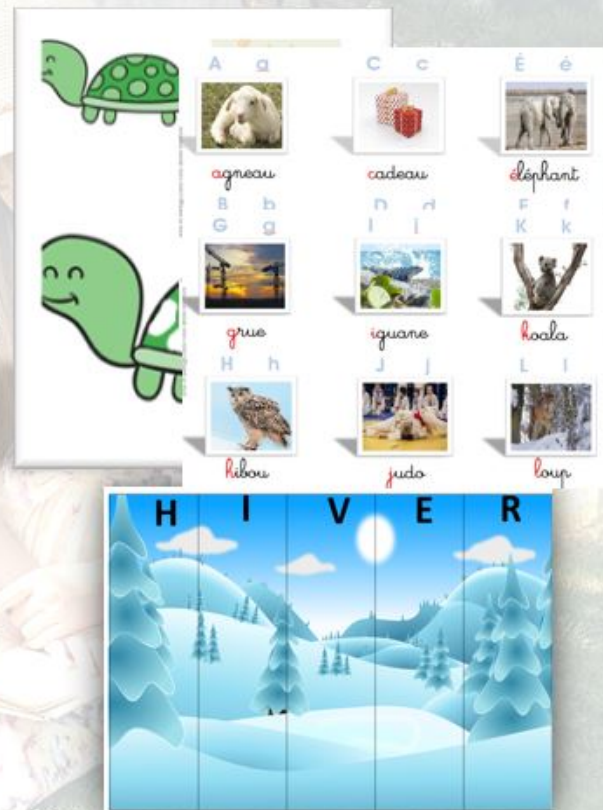 A a C c É é
agneau cadeau éléphant
B b D d F f
G g I i K k
grue iguane koala
H h J j L l
hibou judo loup
H I V E R